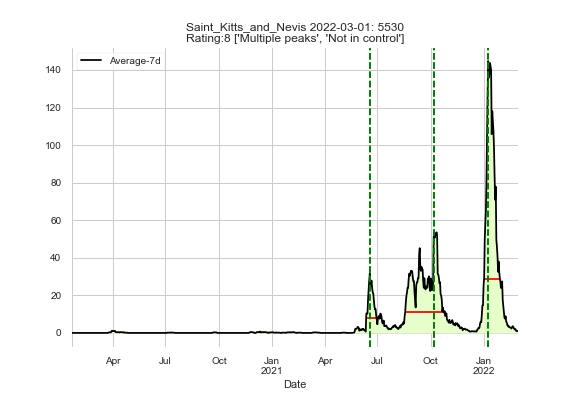 Saint_Kitts_and_Nevis 2022-03-01: 5530
Rating:8 ['Multiple peaks', 'Not in control']
Average-7d
140
120
100
80
60
40
20
0
Apr Jul Oct Jan Apr Jul Oct Jan
2021 2022
Date